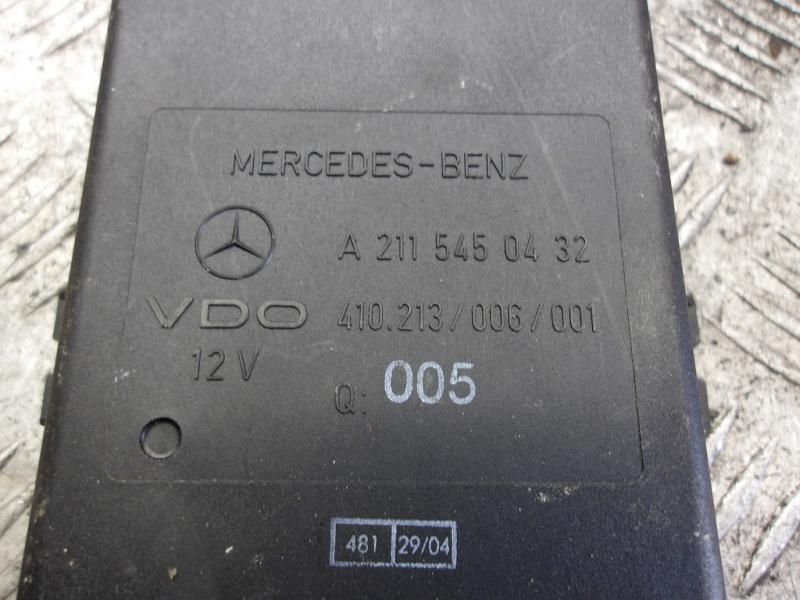 MERCEDES-BENZ
A 211 545 04 32
VDO 410.213/006/001
12 V
Q: 005
481 29/04